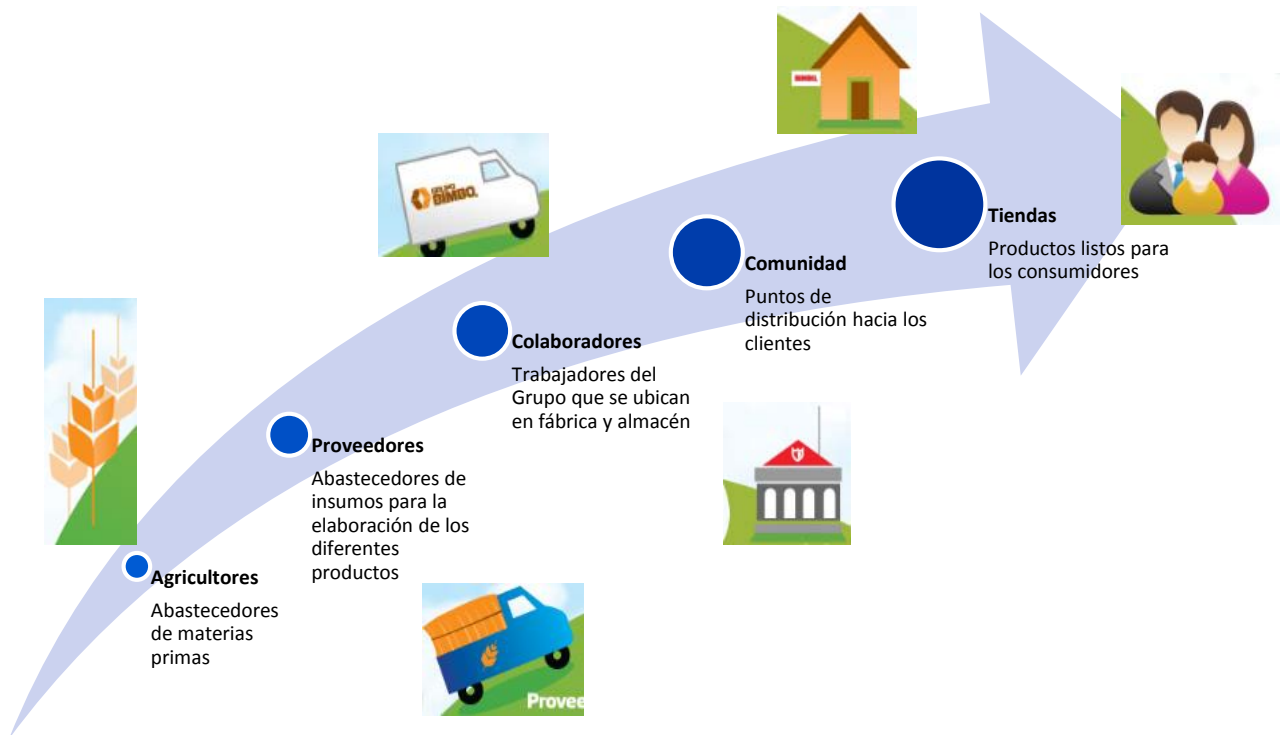 BIMBO
GRUPO
BIMBO
Tiendas
Productos listos para
los consumidores
Comunidad
Puntos de
distribución hacia los
clientes
Colaboradores
Trabajadores del
Grupo que se ubican
en fábrica y almacén
Proveedores
Abastecedores de
insumos para la
elaboración de los
diferentes
productos
Agricultores
Abastecedores
de materias
primas
Provee